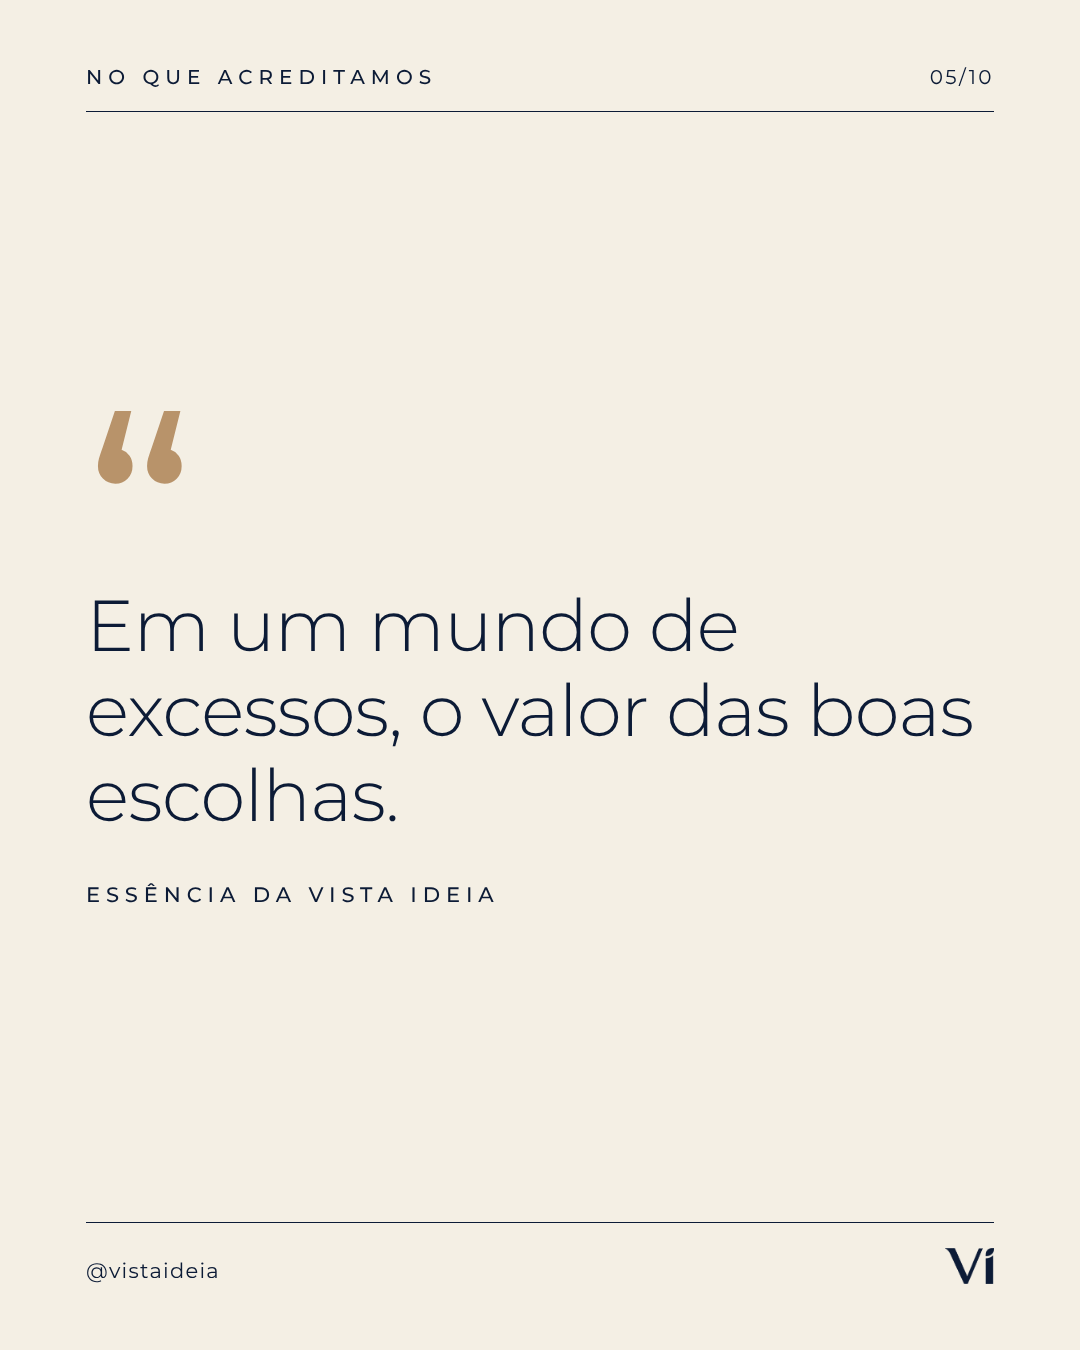 NO QUE ACREDITAMOS
05/10
“
Em um mundo de
excessos, o valor das boas
escolhas.
ESSÊNCIA DA VISTA IDEIA
@vistaideia
Vi